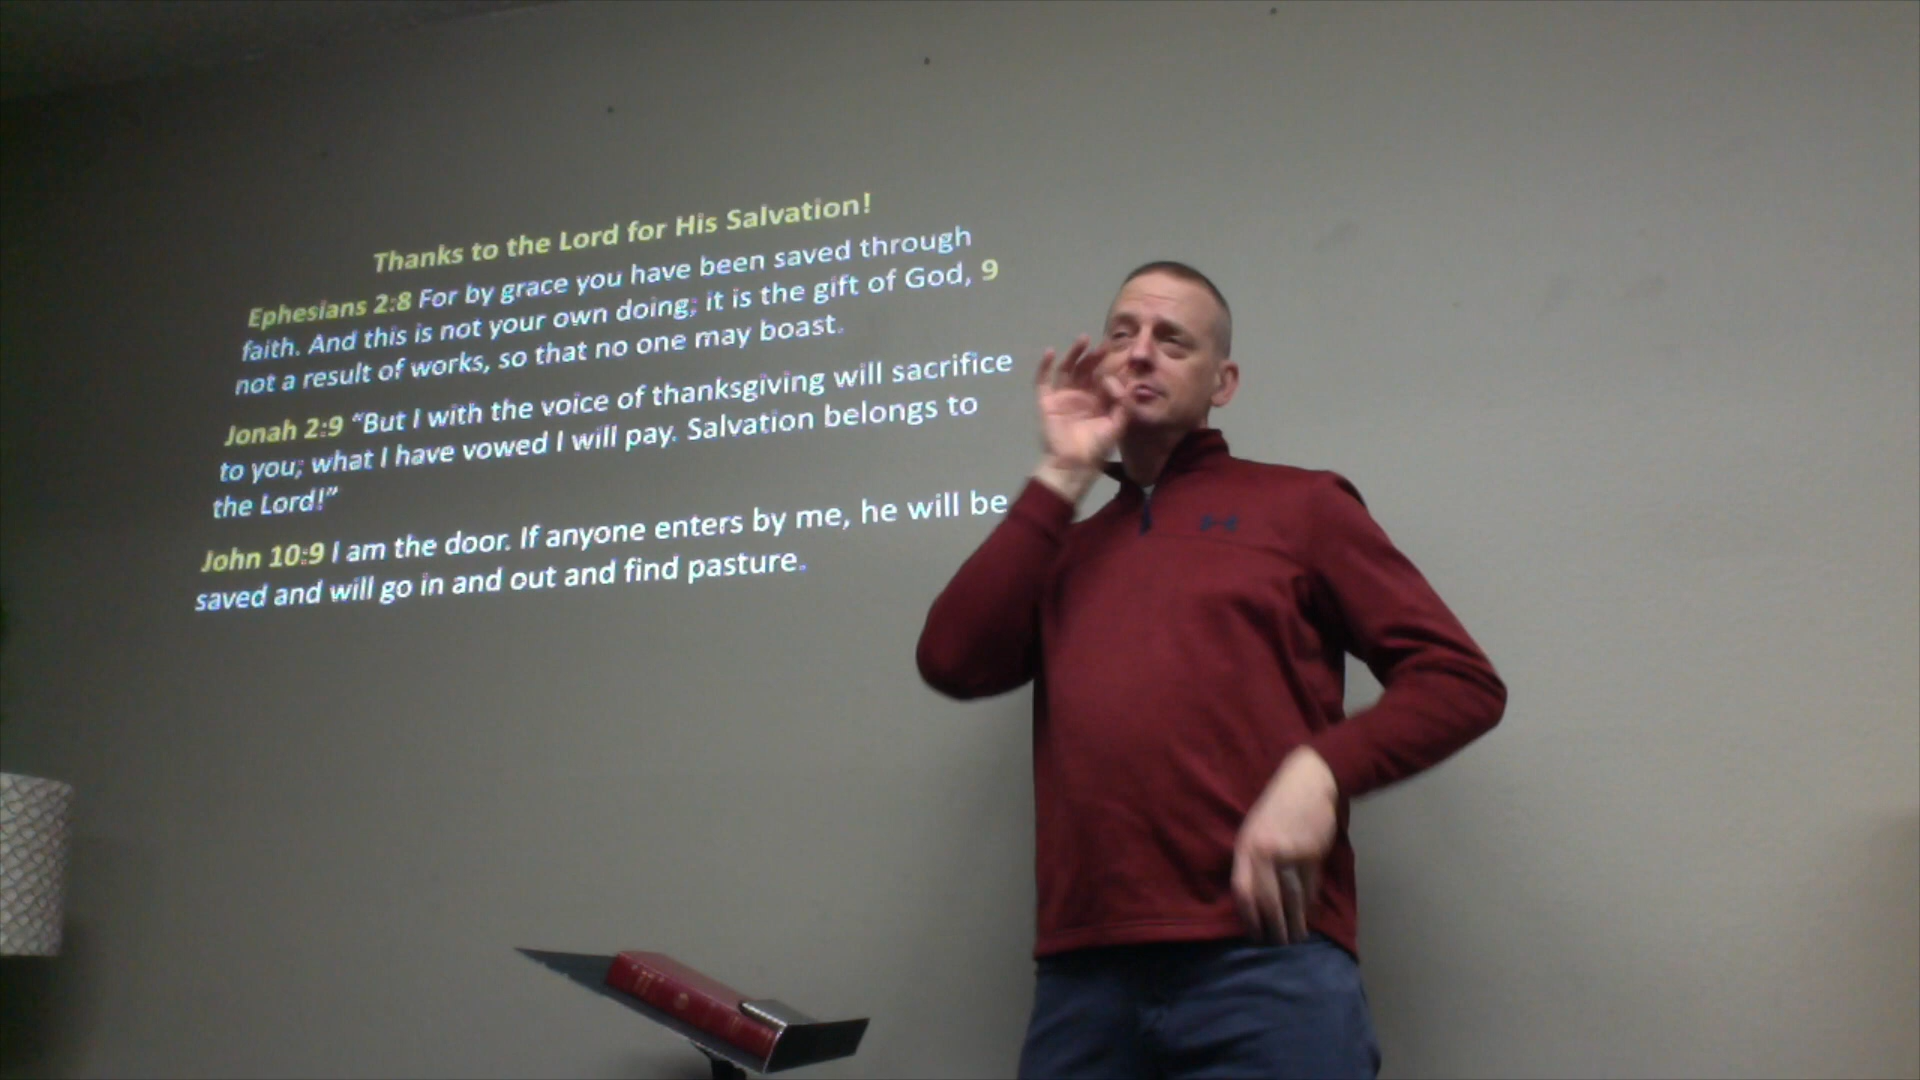 Thanks to the Lord for His Salvation!
Ephesians 2:8 For by grace you have been saved through
faith. And this is not your own doing; it is the gift of God, 9
not a result of works, so that no one may boast.
Jonah 2:9 “But I with the voice of thanksgiving will sacrifice
to you; what I have vowed I will pay. Salvation belongs to
the Lord!”
John 10:9 I am the door. If anyone enters by me, he will be
saved and will go in and out and find pasture.